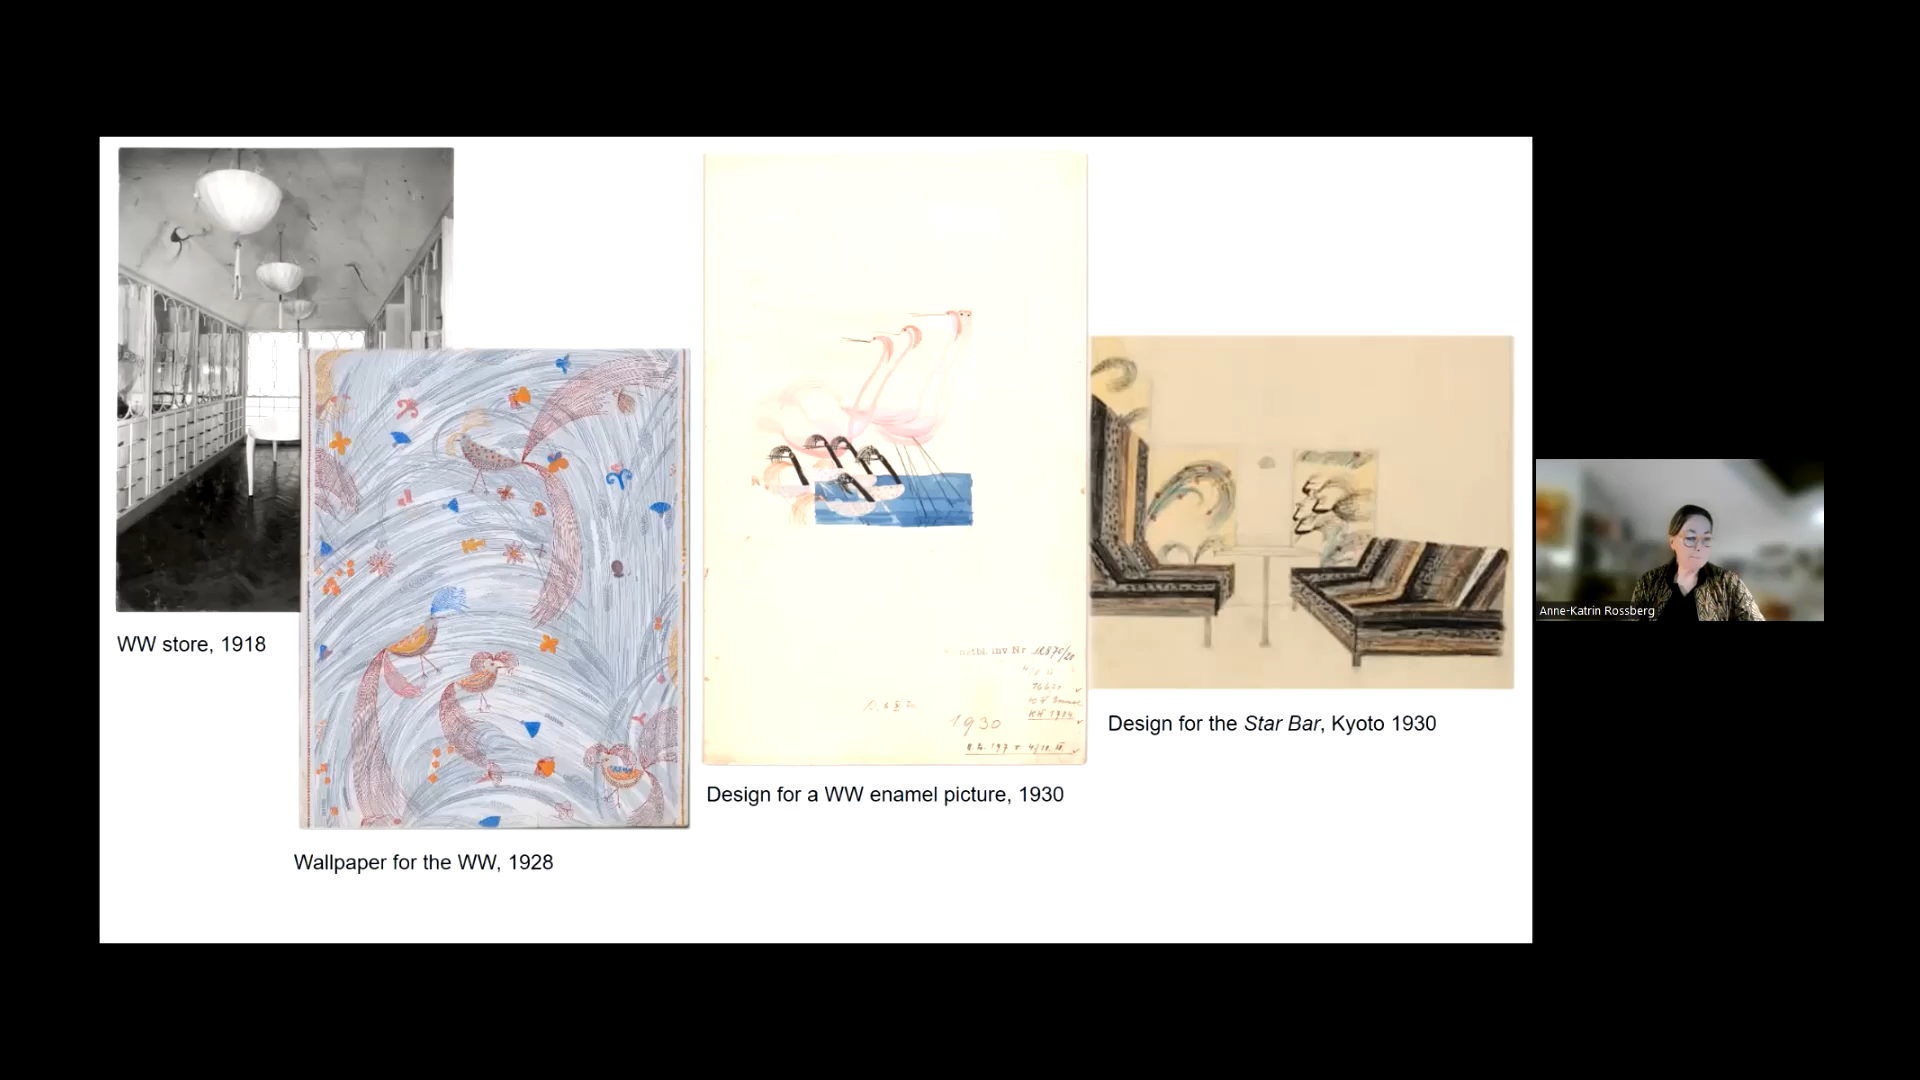 WW store, 1918
Wallpaper for the WW, 1928
1930
Design for a WW enamel picture, 1930
Design for the Star Bar, Kyoto 1930
Anne-Katrin Rossberg